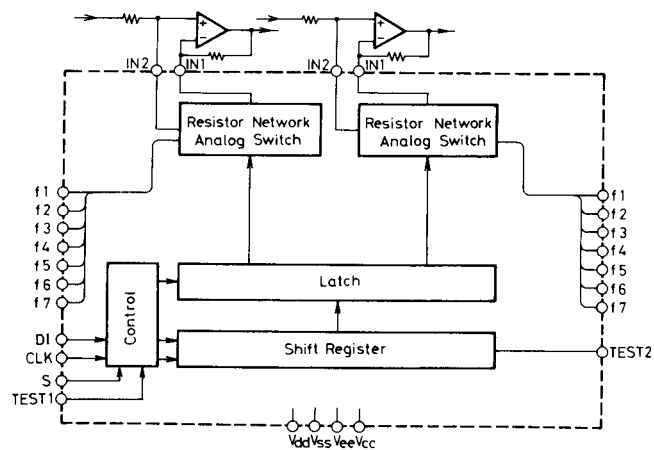 +
−
+
−
IN2
IN1
IN2
IN1
Resistor Network
Analog Switch
Resistor Network
Analog Switch
f1
f2
f3
f4
f5
f6
f7
f1
f2
f3
f4
f5
f6
f7
Control
Latch
Shift Register
DI
CLK
S
TEST1
TEST2
Vdd Vss Vee Vcc